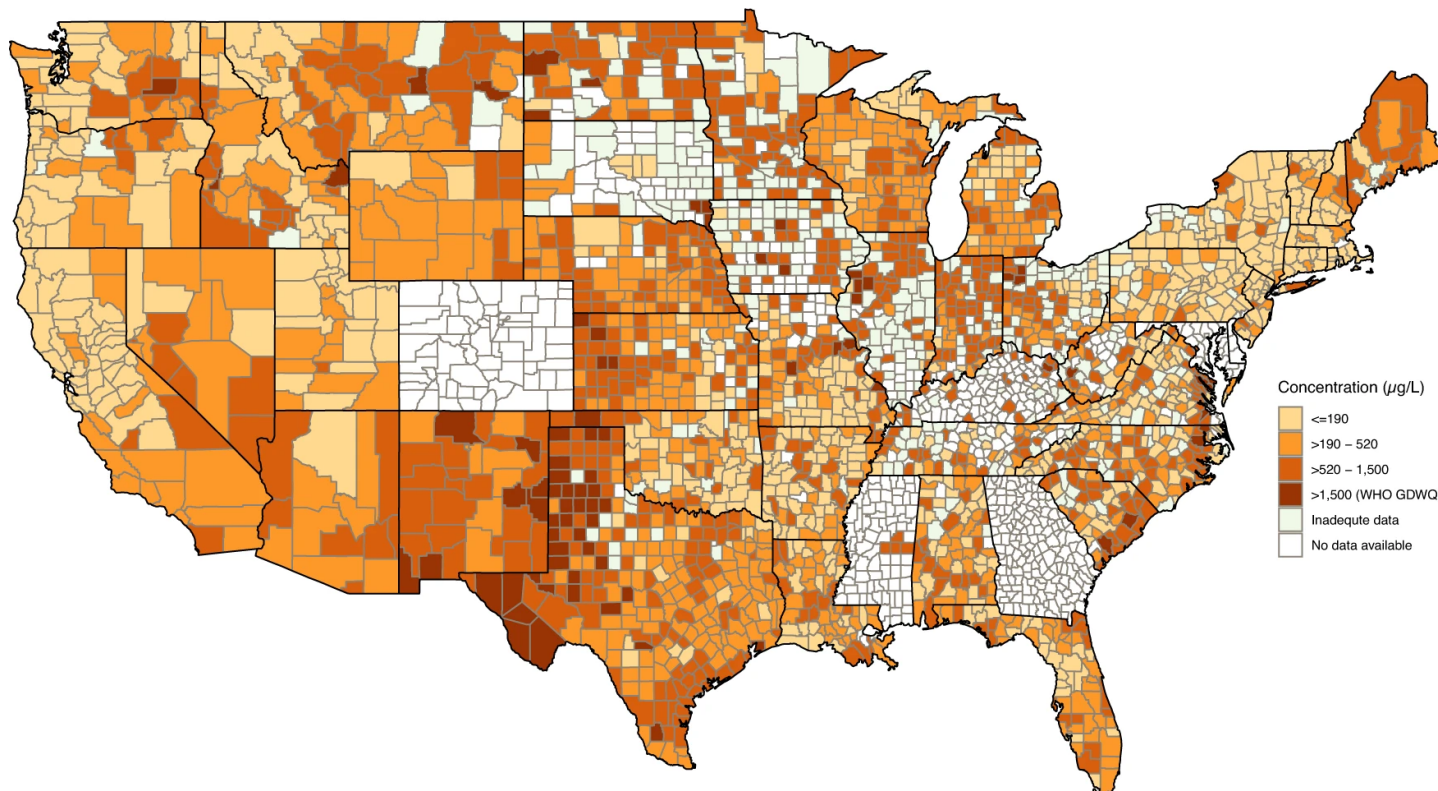 Concentration (µg/L)
<=190
>190 – 520
>520 – 1,500
>1,500 (WHO GDWQ
Inadequte data
No data available